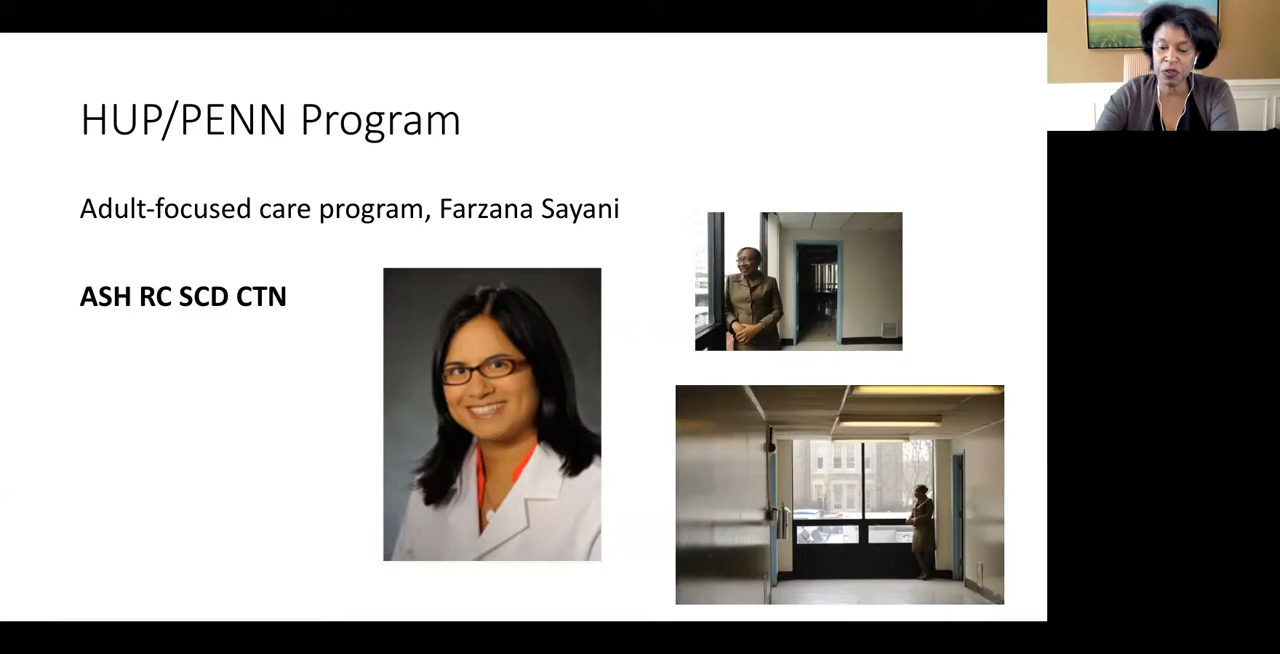 HUP/PENN Program
Adult-focused care program, Farzana Sayani
ASH RC SCD CTN